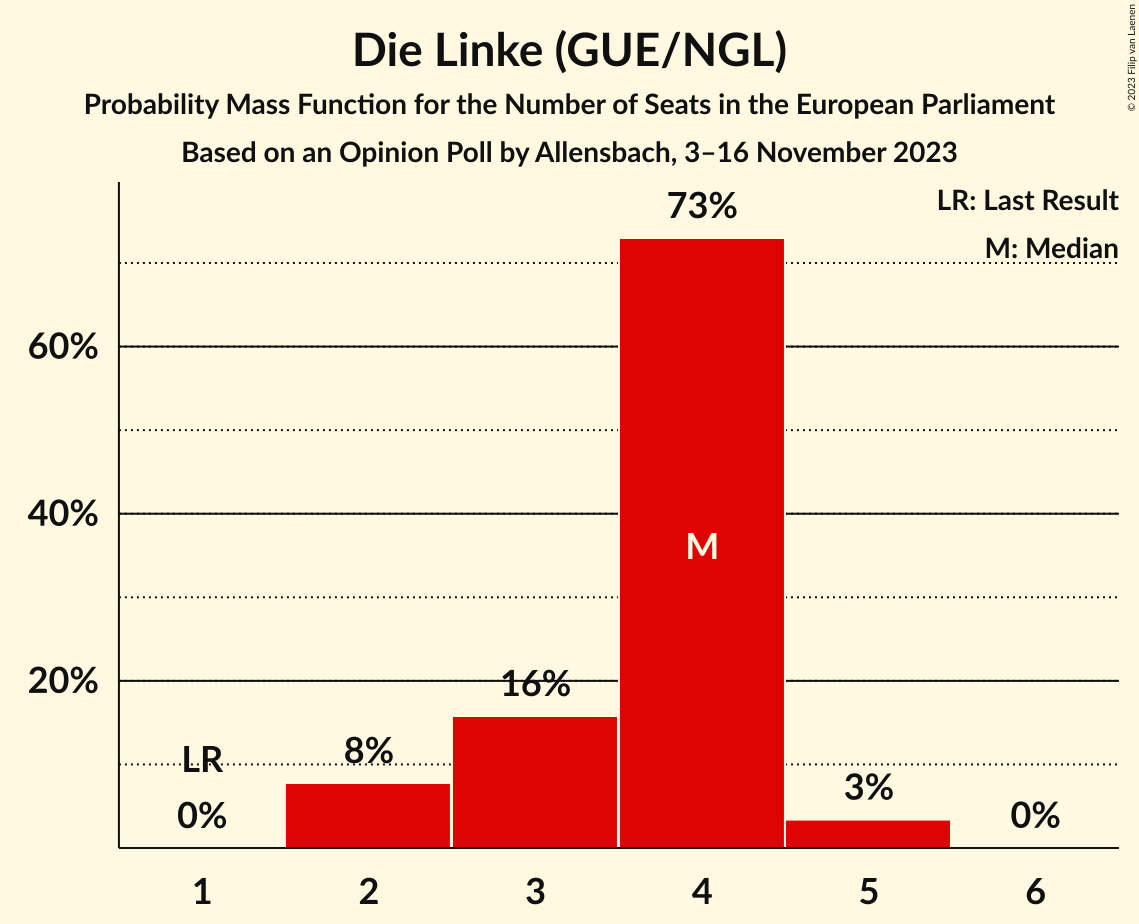 Die Linke (GUE/NGL)
Probability Mass Function for the Number of Seats in the European Parliament
Based on an Opinion Poll by Allensbach, 3–16 November 2023
© 2023 Filip van Laenen
LR: Last Result
M: Median
73%
60%
40%
M
20%
16%
LR
8%
3%
0%
0%
1 2 3 4 5 6